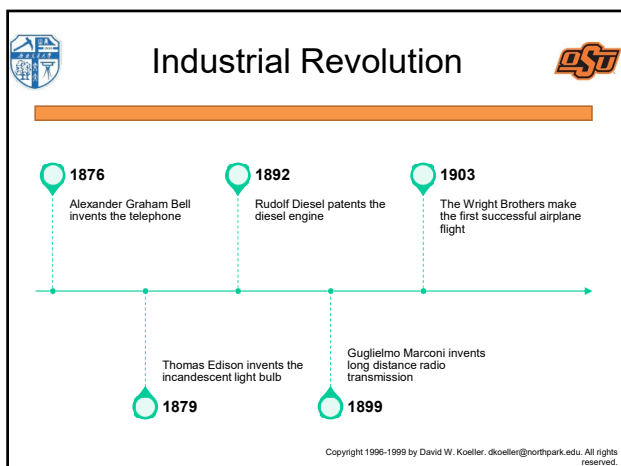 Industrial Revolution
OSU
1876
Alexander Graham Bell
invents the telephone
1892
Rudolf Diesel patents the
diesel engine
1903
The Wright Brothers make
the first successful airplane
flight
Thomas Edison invents the
incandescent light bulb
1879
Guglielmo Marconi invents
long distance radio
transmission
1899
Copyright 1996-1999 by David W. Koeller. dkoeller@northpark.edu. All rights
reserved.